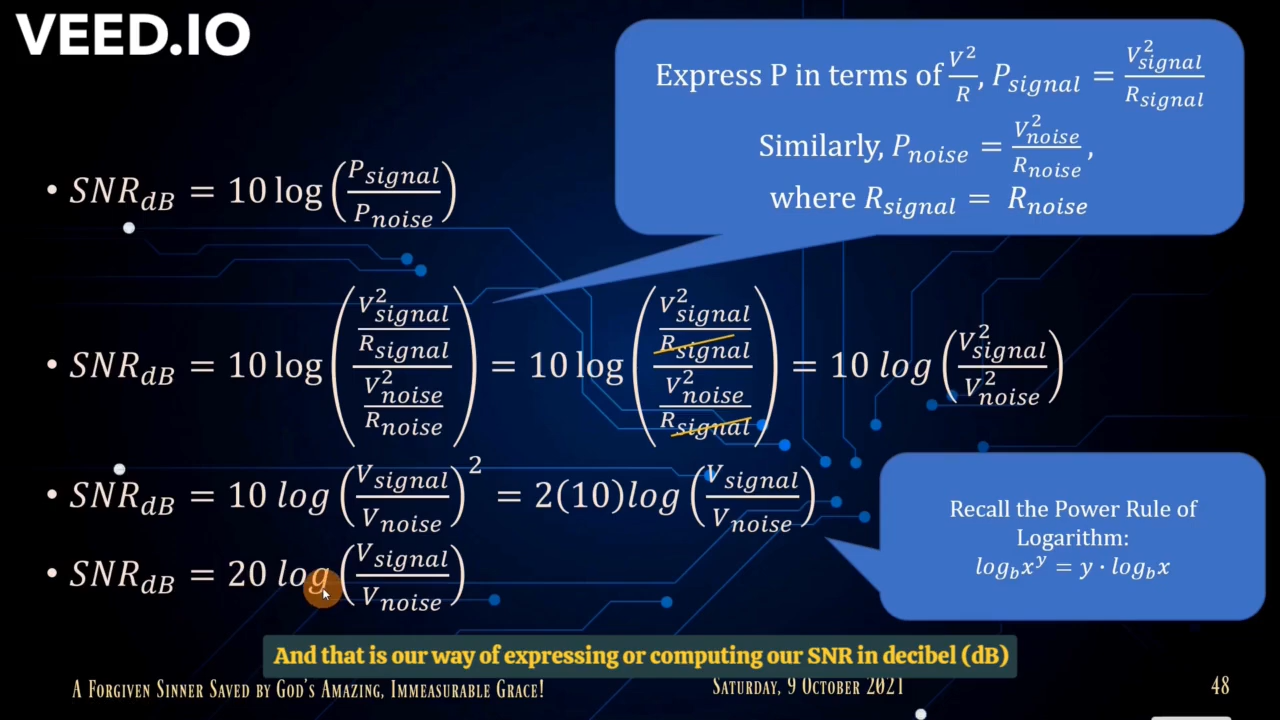 VEED.IO
Express P in terms of V²/R, P_signal = V²_signal/R_signal
Similarly, P_noise = V²_noise/R_noise,
where R_signal = R_noise
• SNR_dB = 10 log (P_signal/P_noise)
• SNR_dB = 10 log ((V²_signal/R_signal)/(V²_noise/R_noise)) = 10 log ((V²_signal/R_signal)/(V²_noise/R_signal)) = 10 log (V²_signal/V²_noise)
• SNR_dB = 10 log (V_signal/V_noise)² = 2(10)log (V_signal/V_noise)
Recall the Power Rule of
Logarithm:
log_b x^y = y · log_b x
• SNR_dB = 20 log (V_signal/V_noise)
And that is our way of expressing or computing our SNR in decibel (dB)
A Forgiven Sinner Saved by God's Amazing, Immeasurable Grace!
Saturday, 9 October 2021
48